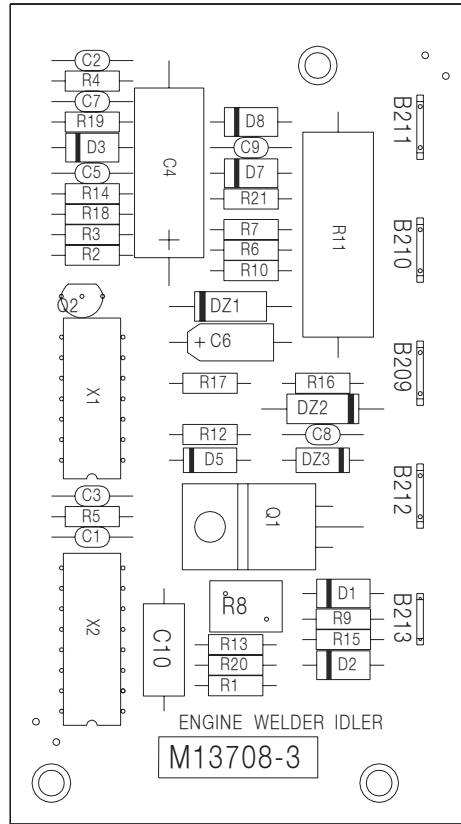 C2
R4
C7
R19
D3
C5
R14
R18
R3
R2
C4
+
D8
C9
D7
R21
R7
R6
R10
R11
B211
B210
B209
B212
B213
Q2
X1
DZ1
+ C6
R17
R16
DZ2
R12
C8
D5
DZ3
C3
R5
C1
Q1
X2
C10
R8
R13
R20
R1
D1
R9
R15
D2
ENGINE WELDER IDLER
M13708-3